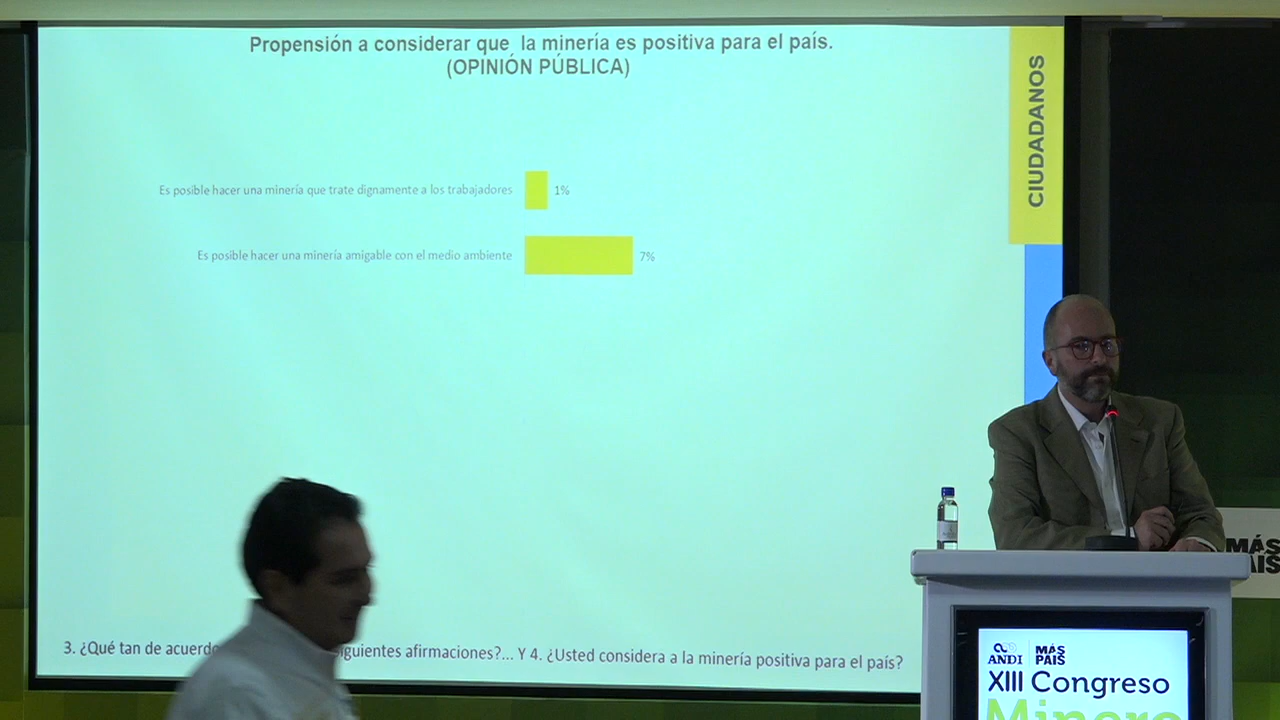 Propensión a considerar que la minería es positiva para el país.
(OPINIÓN PÚBLICA)
CIUDADANOS
Es posible hacer una minería que trate dignamente a los trabajadores 1%
Es posible hacer una minería amigable con el medio ambiente 7%
3. ¿Qué tan de acuerdo siguientes afirmaciones?... Y 4. ¿Usted considera a la minería positiva para el país?
MÁS
PAÍS
ANDI MÁS
PAÍS
XIII Congreso
Minero